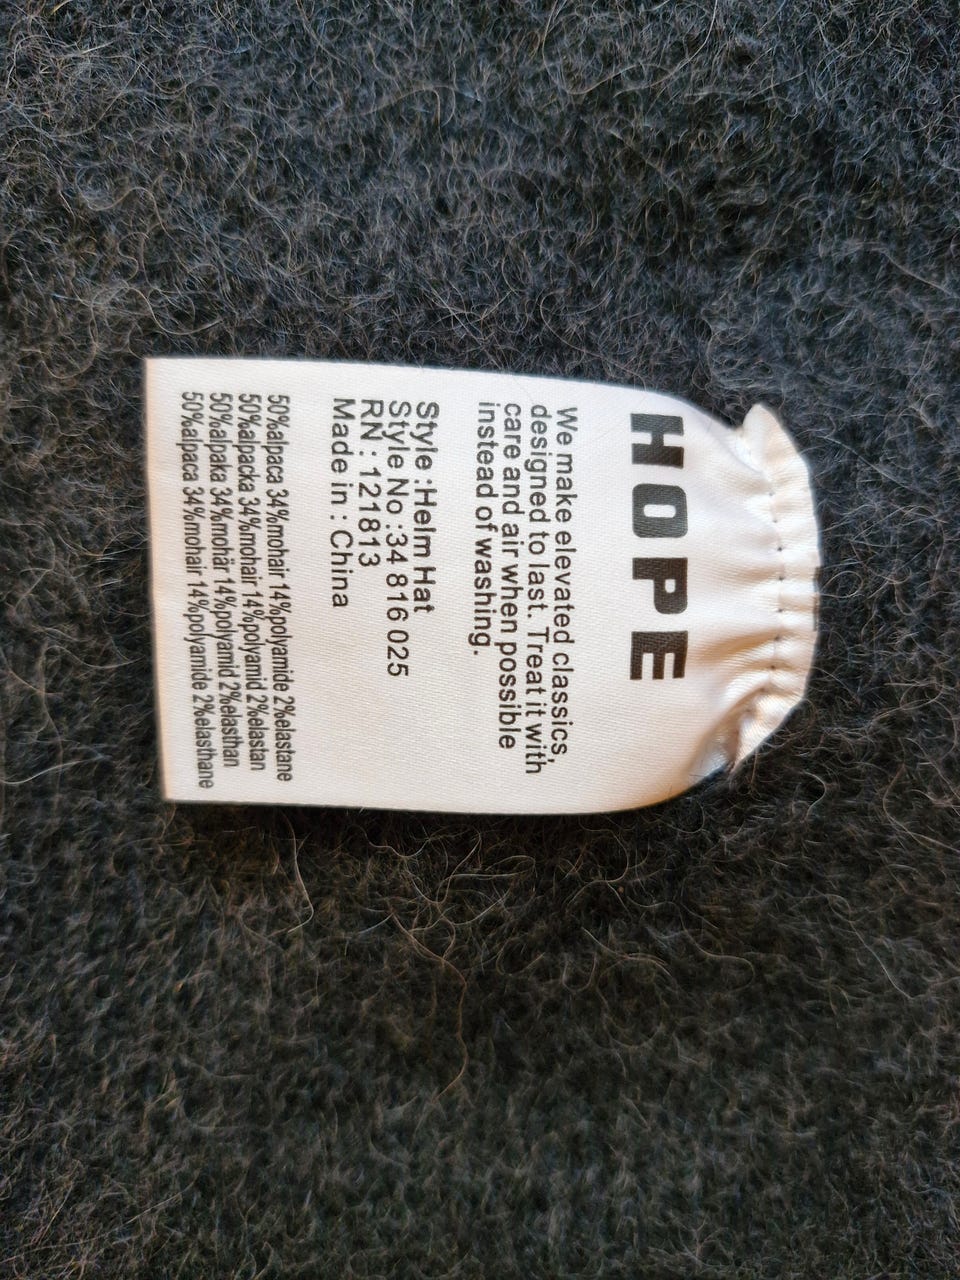 HOPE
We make elevated classics,
designed to last. Treat it with
care and air when possible
instead of washing.
Style :Helm Hat
Style No :34 816 025
RN : 121813
Made in : China
50%alpaca 34%mohair 14%polyamide 2%elastane
50%alpacka 34%mohair 14%polyamid 2%elastan
50%alpaka 34%mohär 14%polyamid 2%elasthan
50%alpaca 34%mohair 14%polyamide 2%elasthane